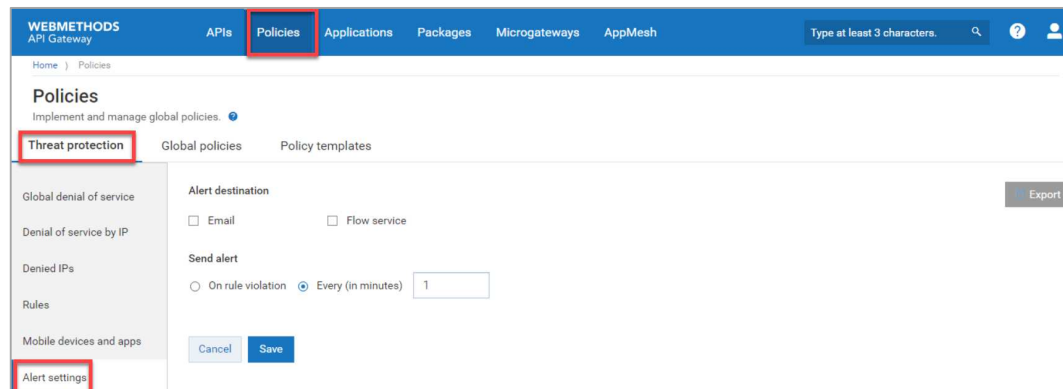 WEBMETHODS
API Gateway
APIs Policies Applications Packages Microgateways AppMesh Type at least 3 characters. ?
Home ⟩ Policies
Policies
Implement and manage global policies. ?
Threat protection Global policies Policy templates
Global denial of service
Denial of service by IP
Denied IPs
Rules
Mobile devices and apps
Alert settings
Alert destination
Export
Email Flow service
Send alert
On rule violation Every (in minutes) 1
Cancel Save